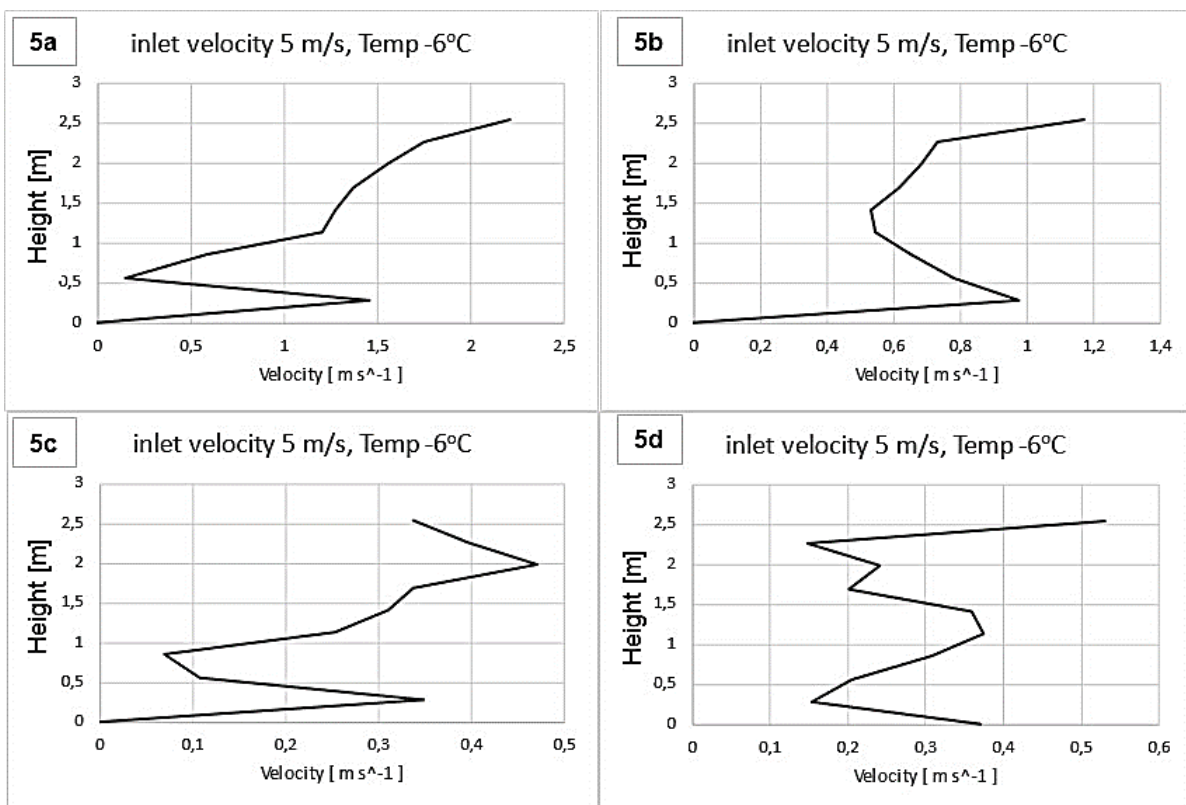 5a
inlet velocity 5 m/s, Temp -6°C
3
2,5
2
1,5
1
0,5
0
Height [m]
0 0,5 1 1,5 2 2,5
Velocity [ m s^-1 ]
5b
inlet velocity 5 m/s, Temp -6°C
3
2,5
2
1,5
1
0,5
0
Height [m]
0 0,2 0,4 0,6 0,8 1 1,2 1,4
Velocity [ m s^-1 ]
5c
inlet velocity 5 m/s, Temp -6°C
3
2,5
2
1,5
1
0,5
0
Height [m]
0 0,1 0,2 0,3 0,4 0,5
Velocity [ m s^-1 ]
5d
inlet velocity 5 m/s, Temp -6°C
3
2,5
2
1,5
1
0,5
0
Height [m]
0 0,1 0,2 0,3 0,4 0,5 0,6
Velocity [ m s^-1 ]